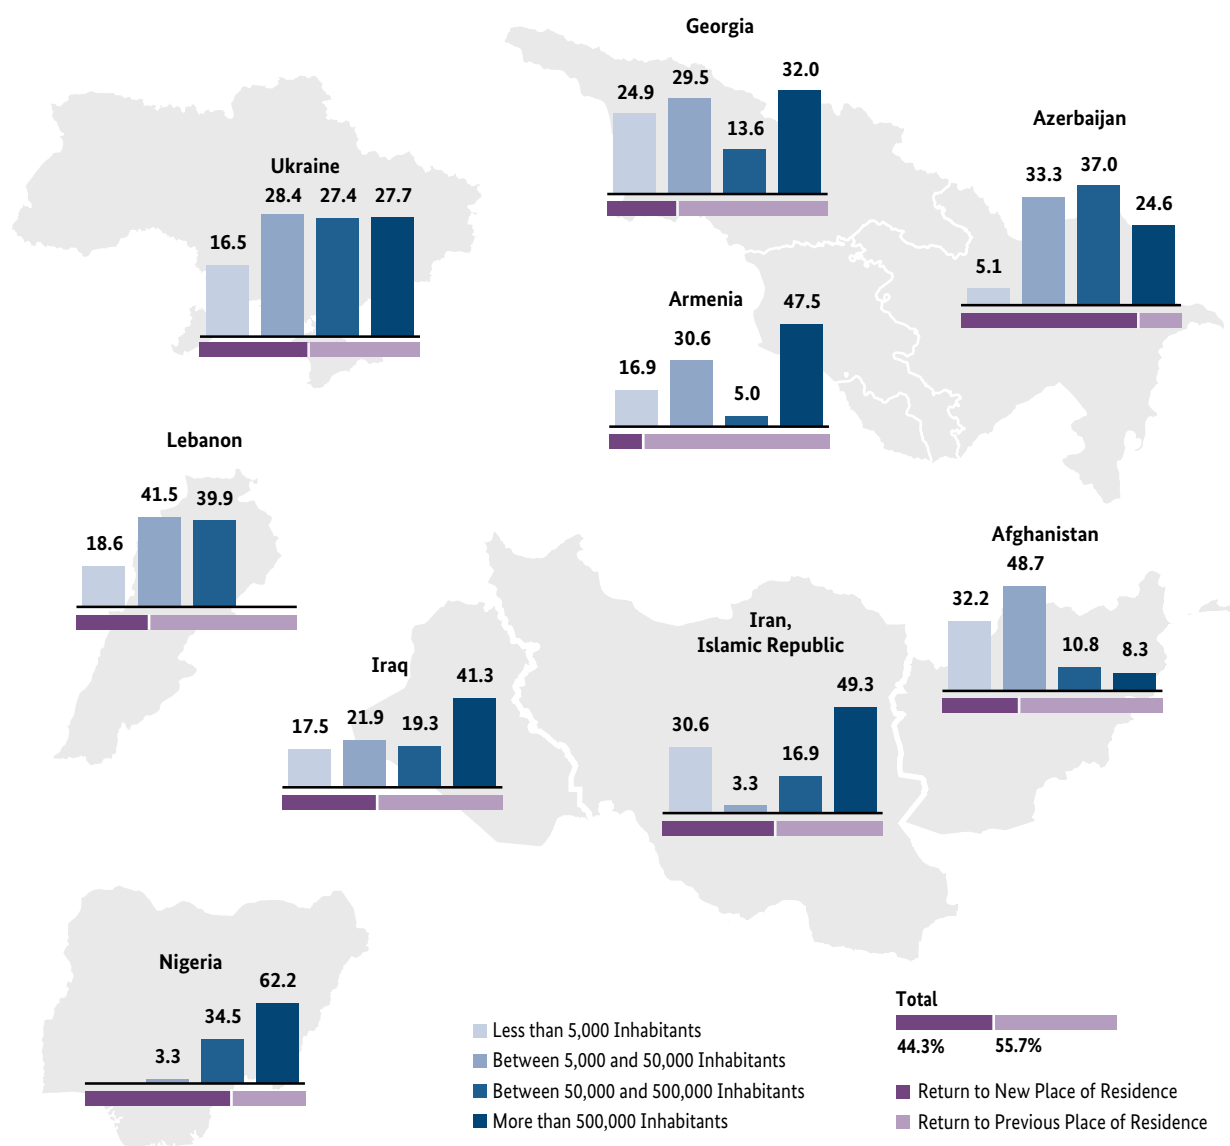 Georgia
24.9
29.5
13.6
32.0
Azerbaijan
5.1
33.3
37.0
24.6
Ukraine
16.5
28.4
27.4
27.7
Armenia
16.9
30.6
5.0
47.5
Lebanon
18.6
41.5
39.9
Afghanistan
32.2
48.7
10.8
8.3
Iran,
Islamic Republic
30.6
3.3
16.9
49.3
Iraq
17.5
21.9
19.3
41.3
Nigeria
3.3
34.5
62.2
Less than 5,000 Inhabitants
Between 5,000 and 50,000 Inhabitants
Between 50,000 and 500,000 Inhabitants
More than 500,000 Inhabitants
Total
44.3% 55.7%
Return to New Place of Residence
Return to Previous Place of Residence